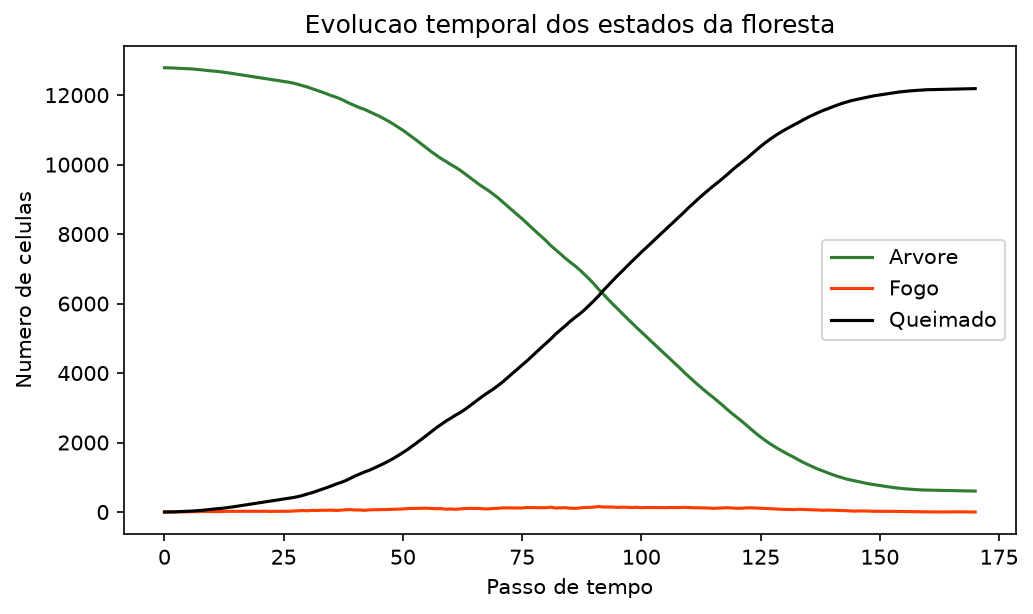 Evolucao temporal dos estados da floresta
Numero de celulas
12000
10000
8000
6000
4000
2000
0
Arvore
Fogo
Queimado
0 25 50 75 100 125 150 175
Passo de tempo